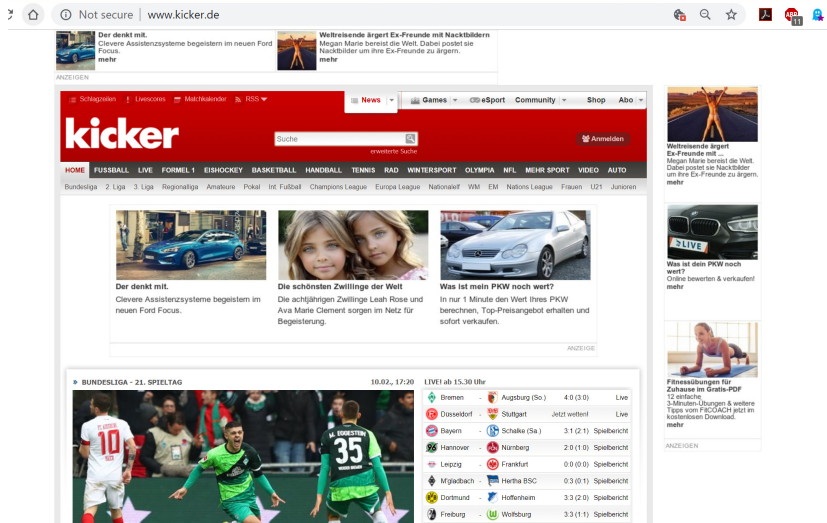 Not secure | www.kicker.de
ABP
11
Der denkt mit.
Clevere Assistenzsysteme begeistern im neuen Ford
Focus.
mehr
Weltreisende ärgert Ex-Freunde mit Nacktbildern
Megan Marie bereist die Welt. Dabei postet sie
Nacktbilder um ihre Ex-Freunde zu ärgern.
mehr
ANZEIGEN
Schlagzeilen Livescores Matchkalender RSS
News Games eSport Community Shop Abo
kicker
Suche
erweiterte Suche
Anmelden
HOME FUSSBALL LIVE FORMEL 1 EISHOCKEY BASKETBALL HANDBALL TENNIS RAD WINTERSPORT OLYMPIA NFL MEHR SPORT VIDEO AUTO
Bundesliga 2. Liga 3. Liga Regionalliga Amateure Pokal Int. Fußball Champions League Europa League Nationalelf WM EM Nations League Frauen U21 Junioren
Der denkt mit.
Clevere Assistenzsysteme begeistern im
neuen Ford Focus.
Die schönsten Zwillinge der Welt
Die achtjährigen Zwillinge Leah Rose und
Ava Marie Clement sorgen im Netz für
Begeisterung.
Was ist mein PKW noch wert?
In nur 1 Minute den Wert Ihres PKW
berechnen, Top-Preisangebot erhalten und
sofort verkaufen.
ANZEIGE
Weltreisende ärgert
Ex-Freunde mit ...
Megan Marie bereist die Welt.
Dabei postet sie Nacktbilder
um ihre Ex-Freunde zu ärgern.
mehr
LIVE
Was ist dein PKW noch
wert?
Online bewerten & verkaufen!
mehr
Fitnessübungen für
Zuhause im Gratis-PDF
12 einfache
3-Minuten-Übungen & weitere
Tipps vom FitCOACH jetzt im
kostenlosen Download.
mehr
ANZEIGEN
» BUNDESLIGA - 21. SPIELTAG 10.02., 17:20
10
M. EGGESTEIN
35
LIVE! ab 15.30 Uhr
Bremen - Augsburg (So.) 4:0 (3:0) Live
Düsseldorf - Stuttgart Jetzt wetten! Live
Bayern - Schalke (Sa.) 3:1 (2:1) Spielbericht
Hannover - Nürnberg 2:0 (1:0) Spielbericht
Leipzig - Frankfurt 0:0 (0:0) Spielbericht
M'gladbach - Hertha BSC 0:3 (0:1) Spielbericht
Dortmund - Hoffenheim 3:3 (2:0) Spielbericht
Freiburg - Wolfsburg 3:3 (1:1) Spielbericht